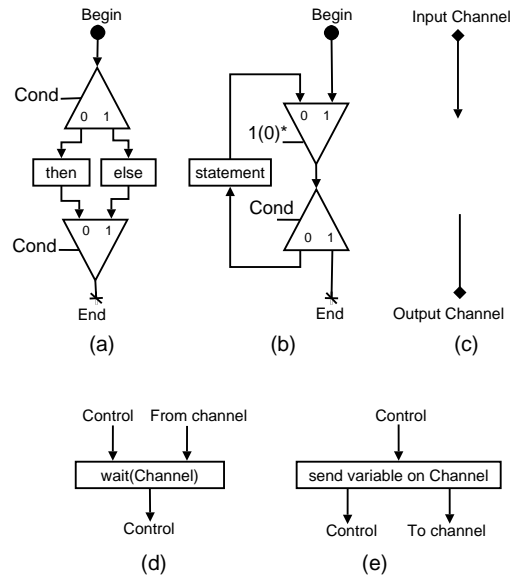 Begin
Begin
Input Channel
Cond
0 1
0 1
1(0)*
then
else
statement
Cond
0 1
Cond
0 1
End
End
Output Channel
(a)
(b)
(c)
Control
From channel
Control
wait(Channel)
send variable on Channel
Control
Control
To channel
(d)
(e)